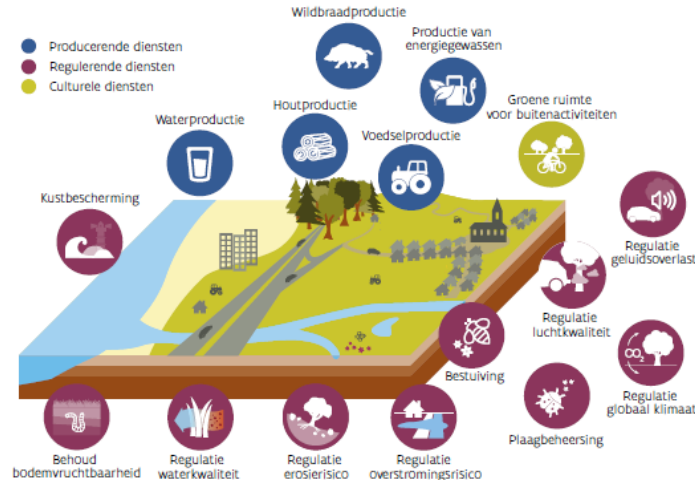 Wildbraadproductie
Producerende diensten
Regulerende diensten
Culturele diensten
Productie van
energiegewassen
Houtproductie
Groene ruimte
voor buitenactiviteiten
Waterproductie
Voedselproductie
Kustbescherming
Regulatie
geluidsoverlast
Regulatie
luchtkwaliteit
Bestuiving
CO2
Regulatie
globaal klimaat
Plaagbeheersing
Behoud
bodemvruchtbaarheid
Regulatie
waterkwaliteit
Regulatie
erosierisico
Regulatie
overstromingsrisico